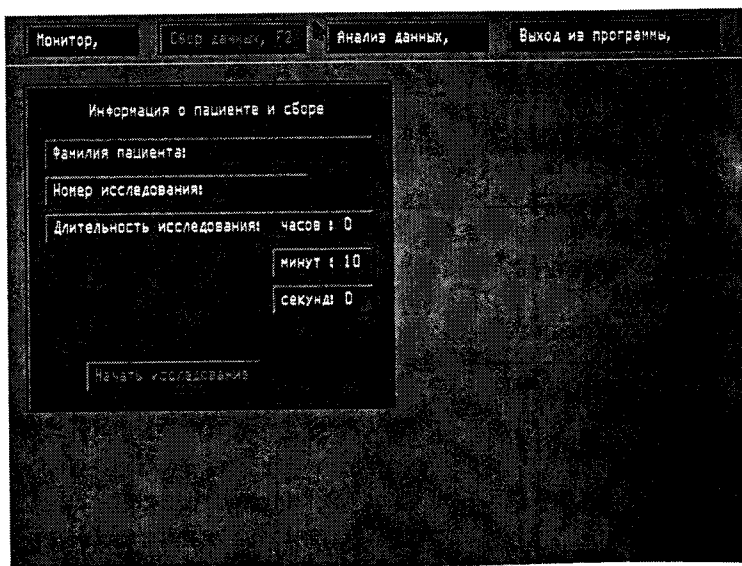 Монитор, Сбор данных, F2 Анализ данных, Выход из программы,
Информация о пациенте и сборе
Фамилия пациента:
Номер исследования:
Длительность исследования: часов : 0
минут : 10
секунд: 0
Начать исследование